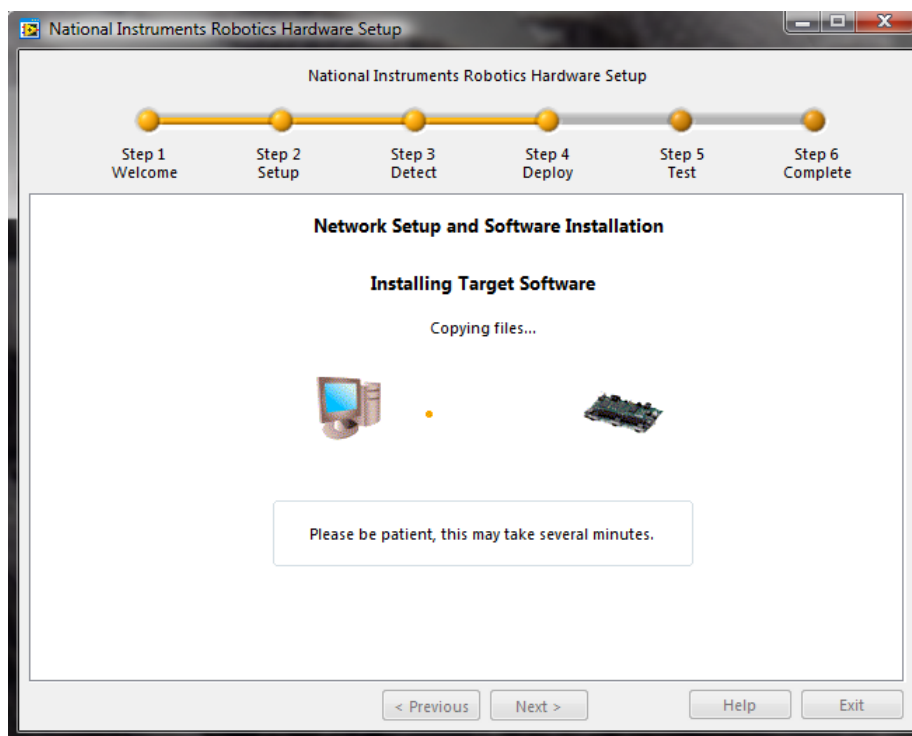 National Instruments Robotics Hardware Setup
National Instruments Robotics Hardware Setup
Step 1 Step 2 Step 3 Step 4 Step 5 Step 6
Welcome Setup Detect Deploy Test Complete
Network Setup and Software Installation
Installing Target Software
Copying files...
Please be patient, this may take several minutes.
< Previous Next > Help Exit